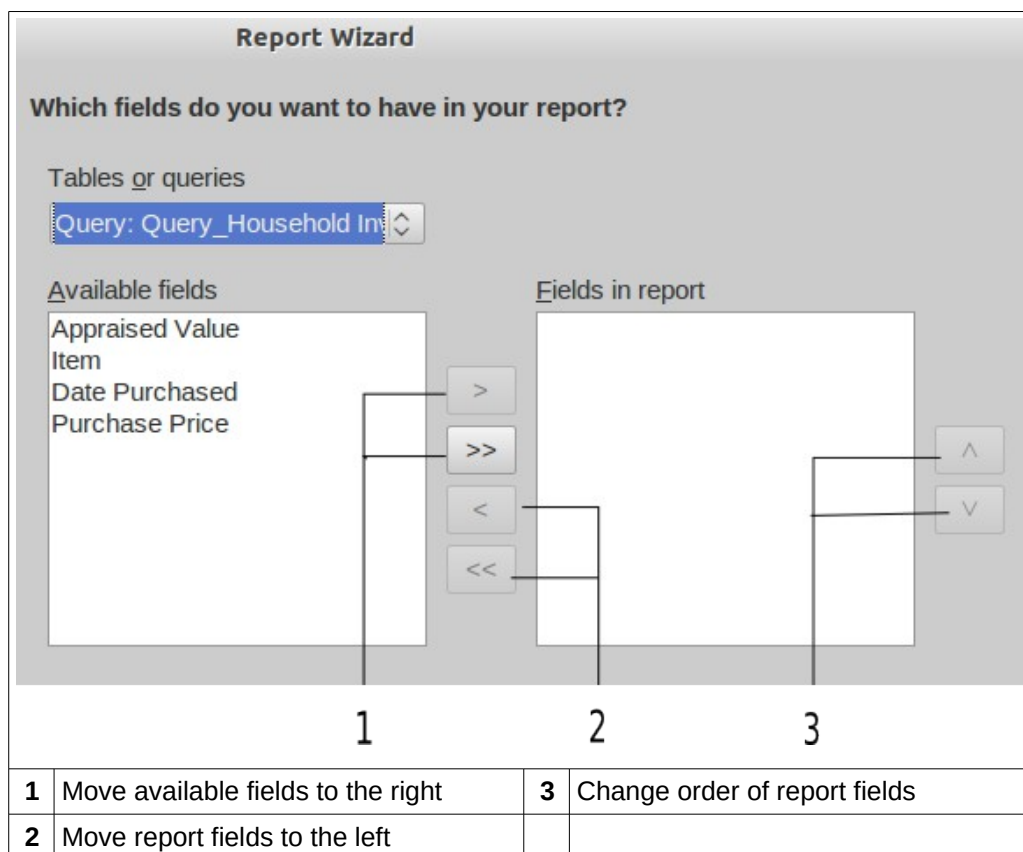 Report Wizard
Which fields do you want to have in your report?
Tables or queries
Query: Query_Household Inv
Available fields
Fields in report
Appraised Value
Item
Date Purchased
Purchase Price
>
>>
<
<<
^
v
1
2
3
1 Move available fields to the right
3 Change order of report fields
2 Move report fields to the left